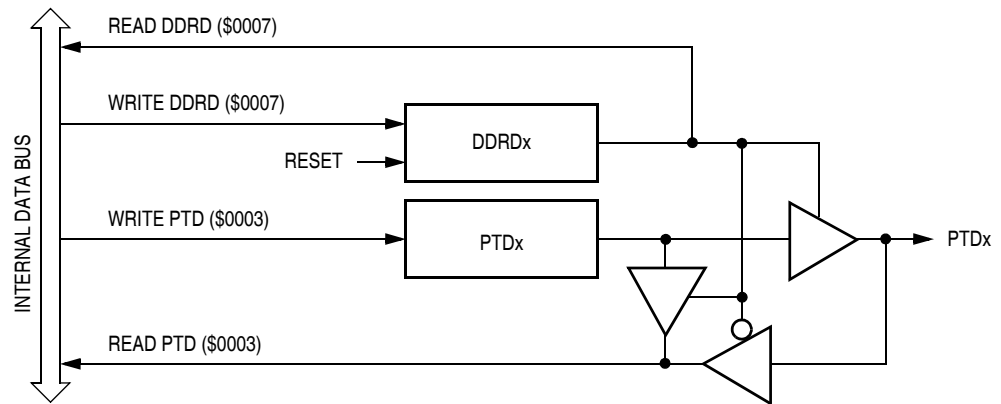 READ DDRD ($0007)
WRITE DDRD ($0007)
DDRDx
RESET
INTERNAL DATA BUS
WRITE PTD ($0003)
PTDx
PTDx
READ PTD ($0003)